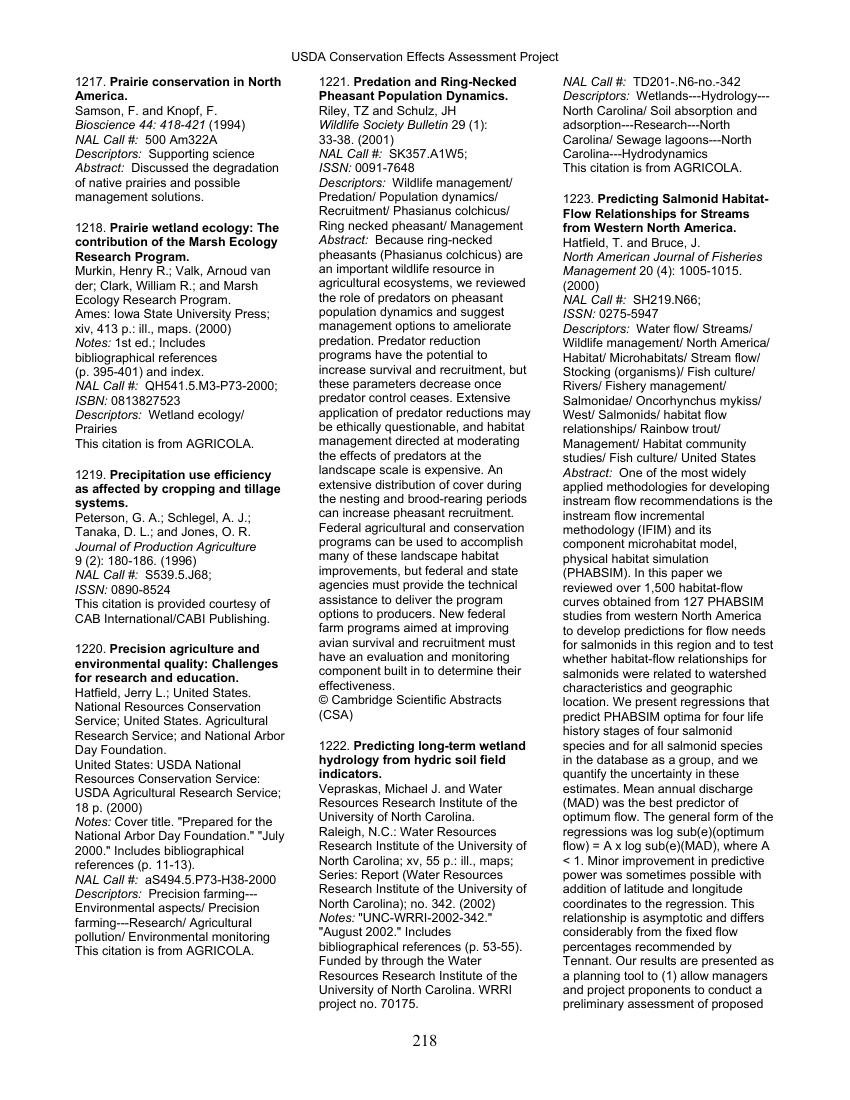 USDA Conservation Effects Assessment Project
1217. Prairie conservation in North
America.
Samson, F. and Knopf, F.
Bioscience 44: 418-421 (1994)
NAL Call #: 500 Am322A
Descriptors: Supporting science
Abstract: Discussed the degradation
of native prairies and possible
management solutions.
1218. Prairie wetland ecology: The
contribution of the Marsh Ecology
Research Program.
Murkin, Henry R.; Valk, Arnoud van
der; Clark, William R.; and Marsh
Ecology Research Program.
Ames: Iowa State University Press;
xiv, 413 p.: ill., maps. (2000)
Notes: 1st ed.; Includes
bibliographical references
(p. 395-401) and index.
NAL Call #: QH541.5.M3-P73-2000;
ISBN: 0813827523
Descriptors: Wetland ecology/
Prairies
This citation is from AGRICOLA.
1219. Precipitation use efficiency
as affected by cropping and tillage
systems.
Peterson, G. A.; Schlegel, A. J.;
Tanaka, D. L.; and Jones, O. R.
Journal of Production Agriculture
9 (2): 180-186. (1996)
NAL Call #: S539.5.J68;
ISSN: 0890-8524
This citation is provided courtesy of
CAB International/CABI Publishing.
1220. Precision agriculture and
environmental quality: Challenges
for research and education.
Hatfield, Jerry L.; United States.
National Resources Conservation
Service; United States. Agricultural
Research Service; and National Arbor
Day Foundation.
United States: USDA National
Resources Conservation Service:
USDA Agricultural Research Service;
18 p. (2000)
Notes: Cover title. "Prepared for the
National Arbor Day Foundation." "July
2000." Includes bibliographical
references (p. 11-13).
NAL Call #: aS494.5.P73-H38-2000
Descriptors: Precision farming---
Environmental aspects/ Precision
farming---Research/ Agricultural
pollution/ Environmental monitoring
This citation is from AGRICOLA.
1221. Predation and Ring-Necked
Pheasant Population Dynamics.
Riley, TZ and Schulz, JH
Wildlife Society Bulletin 29 (1):
33-38. (2001)
NAL Call #: SK357.A1W5;
ISSN: 0091-7648
Descriptors: Wildlife management/
Predation/ Population dynamics/
Recruitment/ Phasianus colchicus/
Ring necked pheasant/ Management
Abstract: Because ring-necked
pheasants (Phasianus colchicus) are
an important wildlife resource in
agricultural ecosystems, we reviewed
the role of predators on pheasant
population dynamics and suggest
management options to ameliorate
predation. Predator reduction
programs have the potential to
increase survival and recruitment, but
these parameters decrease once
predator control ceases. Extensive
application of predator reductions may
be ethically questionable, and habitat
management directed at moderating
the effects of predators at the
landscape scale is expensive. An
extensive distribution of cover during
the nesting and brood-rearing periods
can increase pheasant recruitment.
Federal agricultural and conservation
programs can be used to accomplish
many of these landscape habitat
improvements, but federal and state
agencies must provide the technical
assistance to deliver the program
options to producers. New federal
farm programs aimed at improving
avian survival and recruitment must
have an evaluation and monitoring
component built in to determine their
effectiveness.
© Cambridge Scientific Abstracts
(CSA)
1222. Predicting long-term wetland
hydrology from hydric soil field
indicators.
Vepraskas, Michael J. and Water
Resources Research Institute of the
University of North Carolina.
Raleigh, N.C.: Water Resources
Research Institute of the University of
North Carolina; xv, 55 p.: ill., maps;
Series: Report (Water Resources
Research Institute of the University of
North Carolina); no. 342. (2002)
Notes: "UNC-WRRI-2002-342."
"August 2002." Includes
bibliographical references (p. 53-55).
Funded by through the Water
Resources Research Institute of the
University of North Carolina. WRRI
project no. 70175.
NAL Call #: TD201-.N6-no.-342
Descriptors: Wetlands---Hydrology---
North Carolina/ Soil absorption and
adsorption---Research---North
Carolina/ Sewage lagoons---North
Carolina---Hydrodynamics
This citation is from AGRICOLA.
1223. Predicting Salmonid Habitat-
Flow Relationships for Streams
from Western North America.
Hatfield, T. and Bruce, J.
North American Journal of Fisheries
Management 20 (4): 1005-1015.
(2000)
NAL Call #: SH219.N66;
ISSN: 0275-5947
Descriptors: Water flow/ Streams/
Wildlife management/ North America/
Habitat/ Microhabitats/ Stream flow/
Stocking (organisms)/ Fish culture/
Rivers/ Fishery management/
Salmonidae/ Oncorhynchus mykiss/
West/ Salmonids/ habitat flow
relationships/ Rainbow trout/
Management/ Habitat community
studies/ Fish culture/ United States
Abstract: One of the most widely
applied methodologies for developing
instream flow recommendations is the
instream flow incremental
methodology (IFIM) and its
component microhabitat model,
physical habitat simulation
(PHABSIM). In this paper we
reviewed over 1,500 habitat-flow
curves obtained from 127 PHABSIM
studies from western North America
to develop predictions for flow needs
for salmonids in this region and to test
whether habitat-flow relationships for
salmonids were related to watershed
characteristics and geographic
location. We present regressions that
predict PHABSIM optima for four life
history stages of four salmonid
species and for all salmonid species
in the database as a group, and we
quantify the uncertainty in these
estimates. Mean annual discharge
(MAD) was the best predictor of
optimum flow. The general form of the
regressions was log sub(e)(optimum
flow) = A x log sub(e)(MAD), where A
< 1. Minor improvement in predictive
power was sometimes possible with
addition of latitude and longitude
coordinates to the regression. This
relationship is asymptotic and differs
considerably from the fixed flow
percentages recommended by
Tennant. Our results are presented as
a planning tool to (1) allow managers
and project proponents to conduct a
preliminary assessment of proposed
218